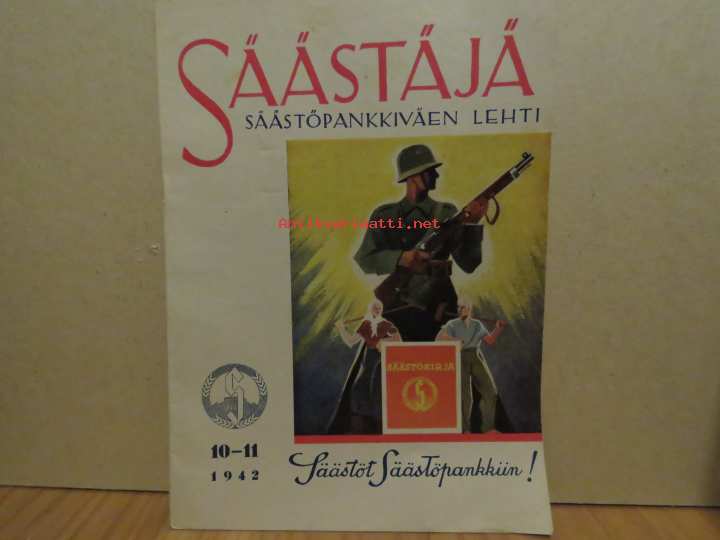 SÄÄSTÄJÄ
SÄÄSTÖPANKKIVÄEN LEHTI
Antikvariaatti.net
SÄÄSTÖKIRJA
S
S
10-11
1942
Säästöt Säästöpankkiin!